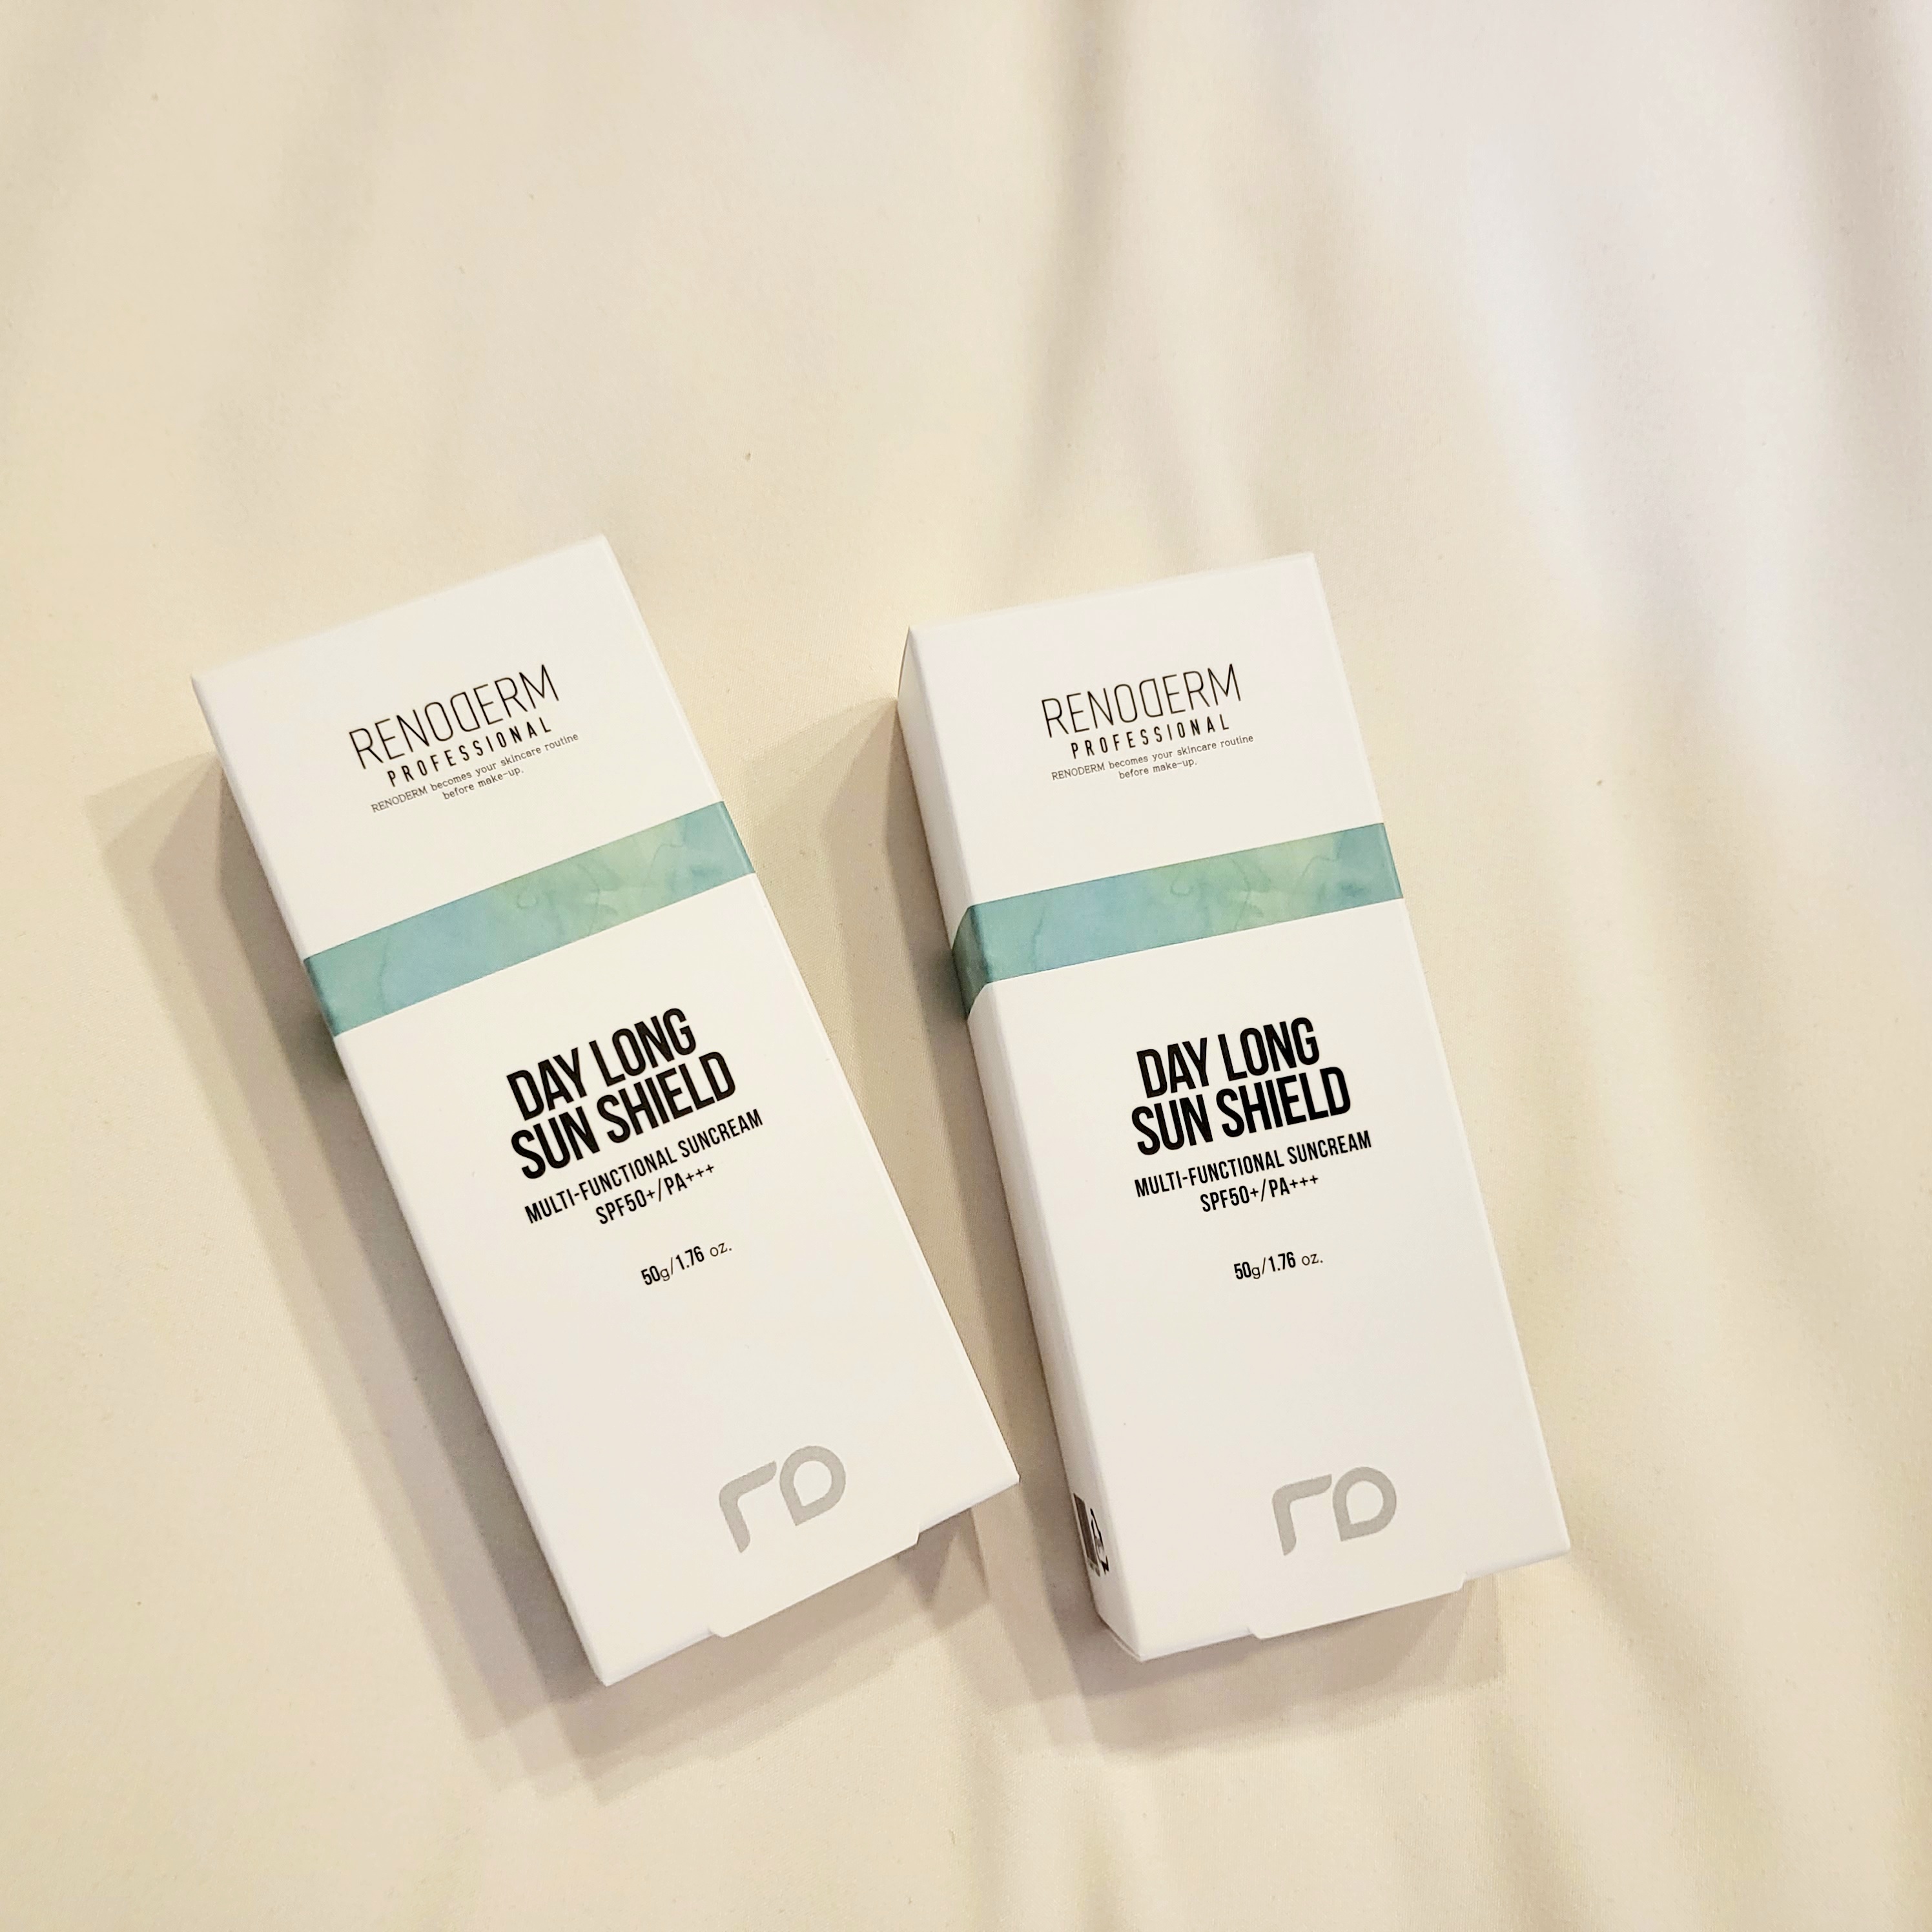 RENODERM
PROFESSIONAL
RENODERM becomes your skincare routine
before make-up.
DAY LONG
SUN SHIELD
MULTI-FUNCTIONAL SUNCREAM
SPF50+/PA+++
50g/1.76 oz.
RENODERM
PROFESSIONAL
RENODERM becomes your skincare routine
before make-up.
DAY LONG
SUN SHIELD
MULTI-FUNCTIONAL SUNCREAM
SPF50+/PA+++
50g/1.76 oz.